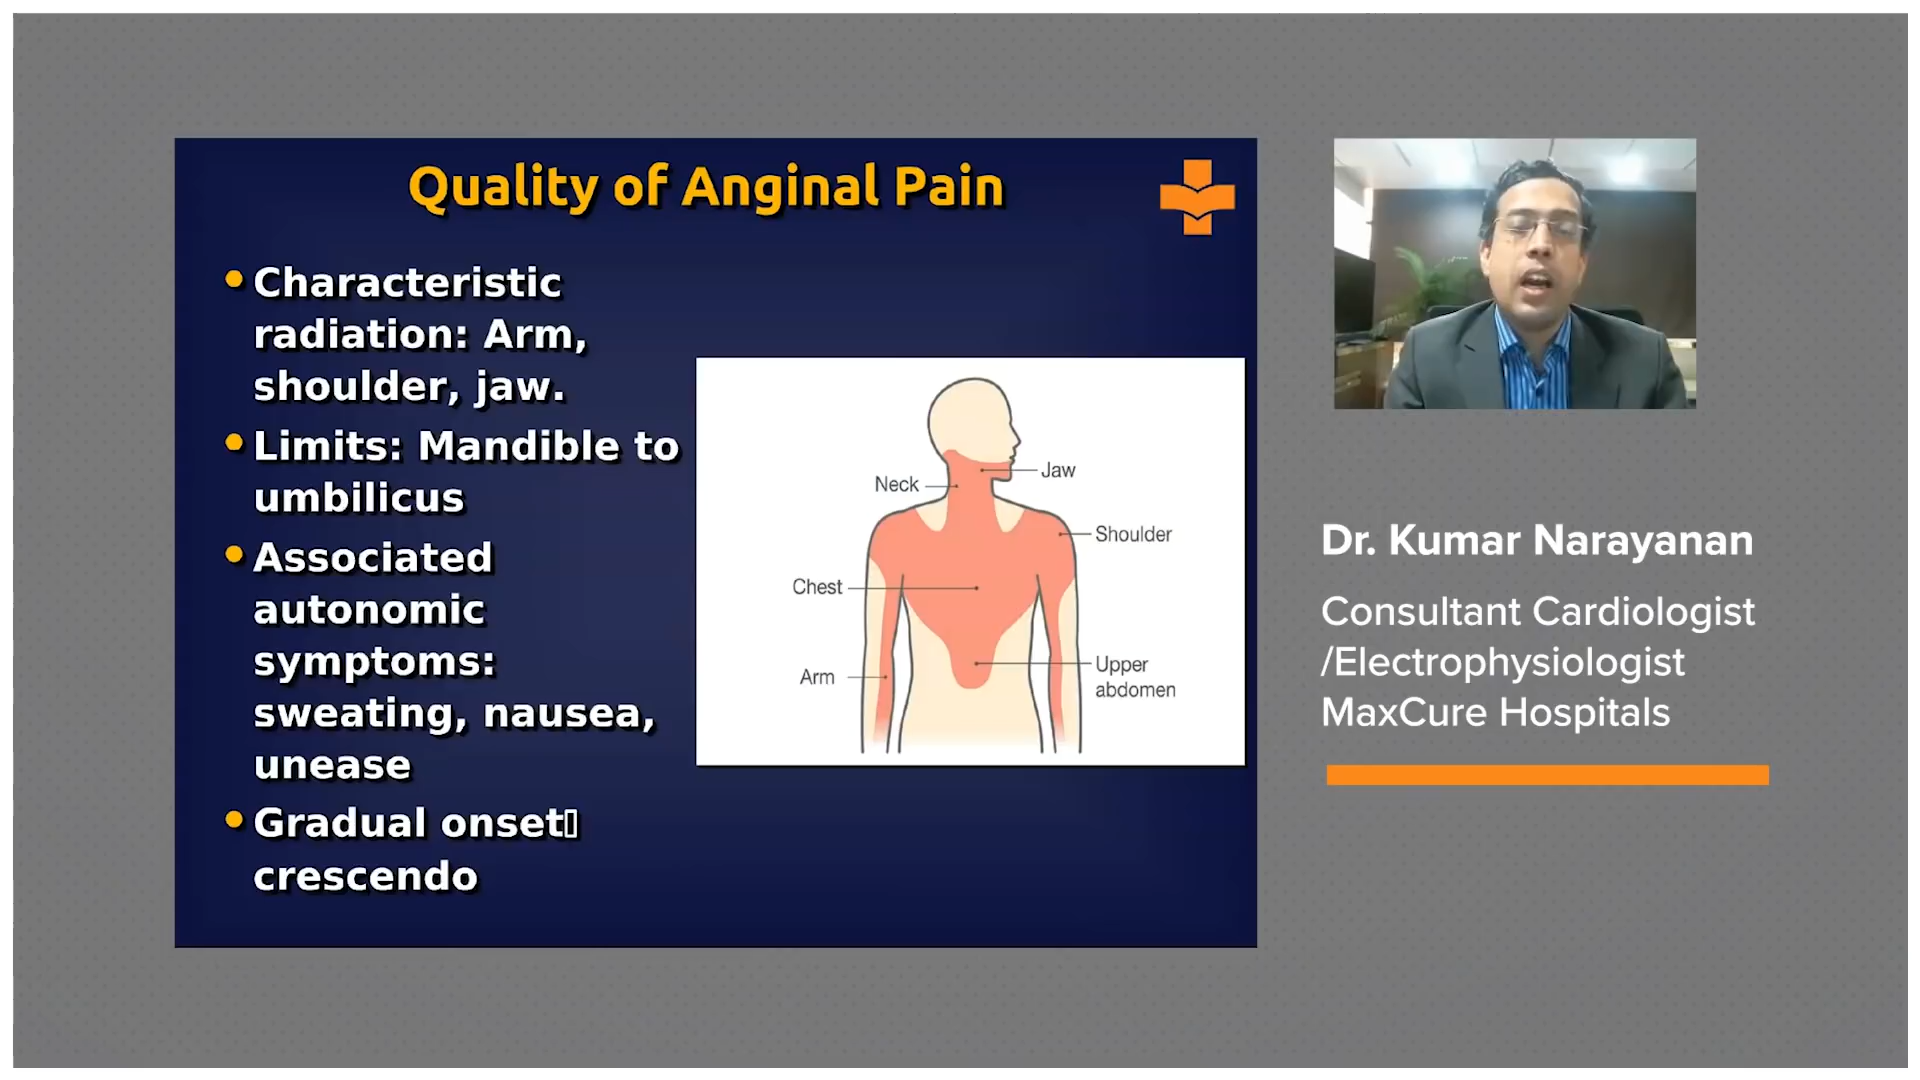 Quality of Anginal Pain
Characteristic
radiation: Arm,
shoulder, jaw.
Limits: Mandible to
umbilicus
Associated
autonomic
symptoms:
sweating, nausea,
unease
Gradual onset
crescendo
Neck
Jaw
Shoulder
Chest
Arm
Upper
abdomen
Dr. Kumar Narayanan
Consultant Cardiologist
/Electrophysiologist
MaxCure Hospitals